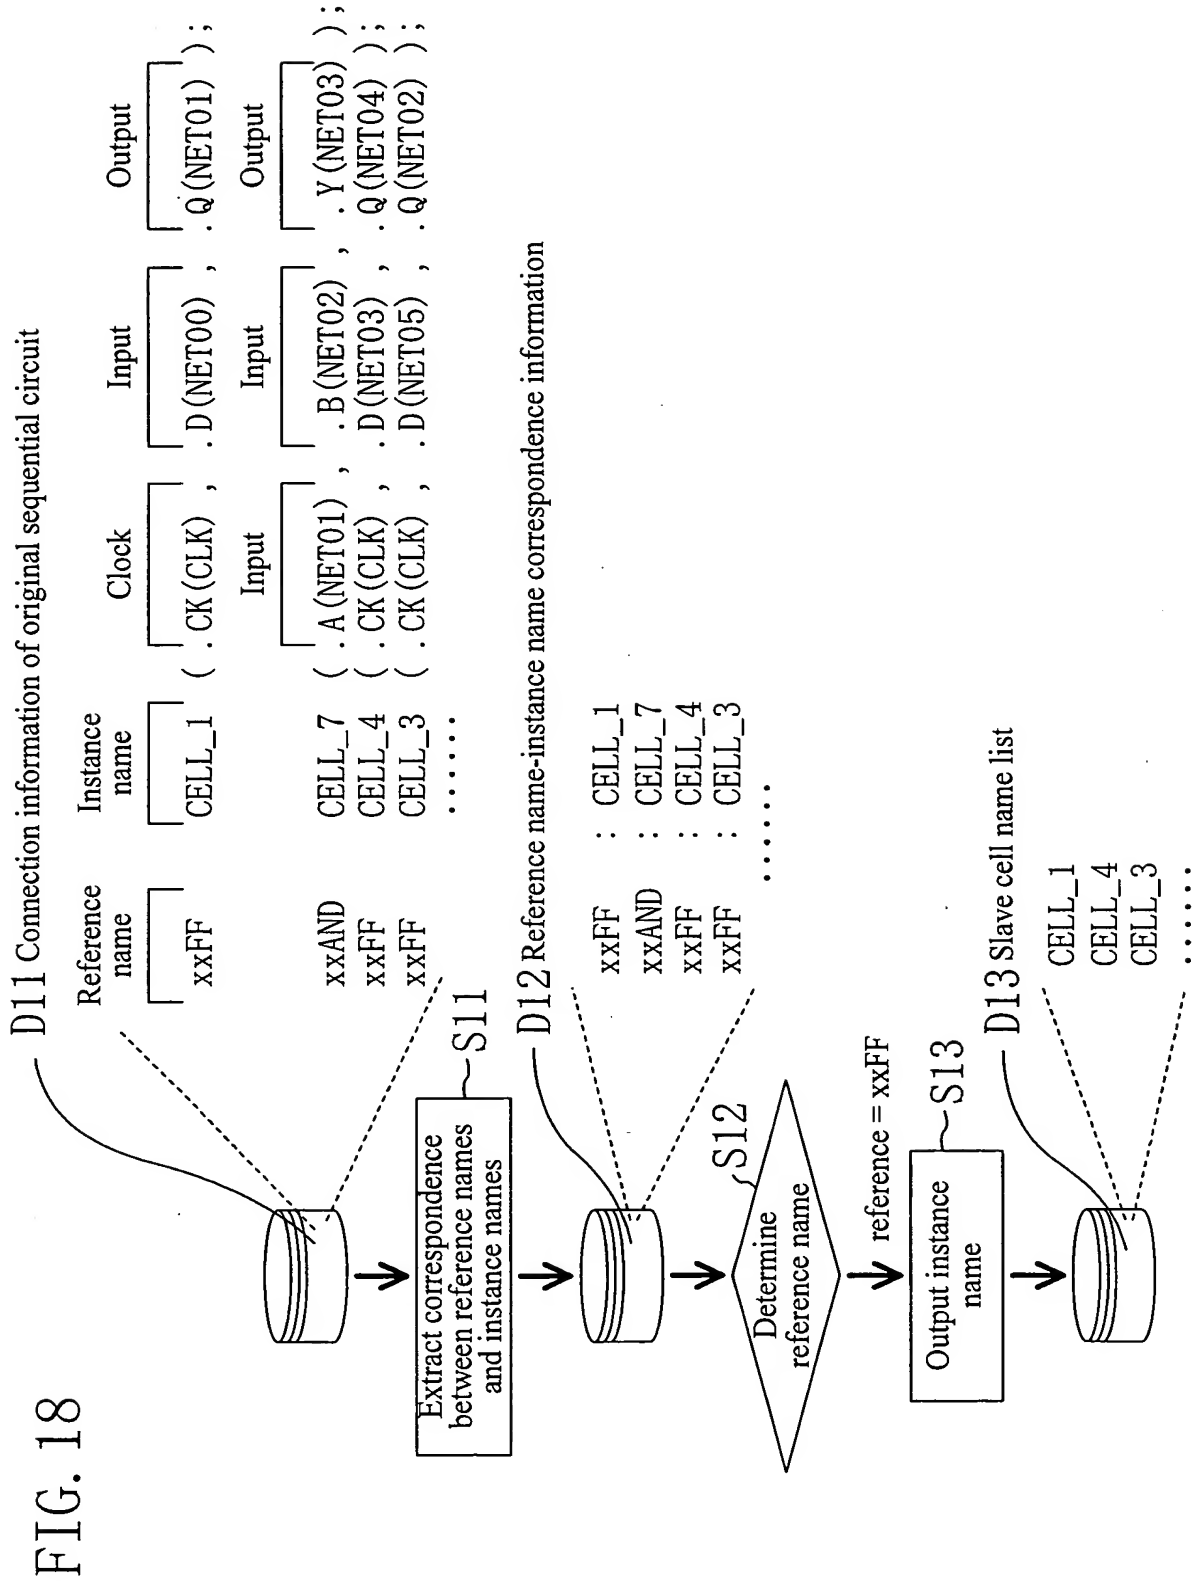 FIG. 18
D11 Connection information of original sequential circuit
Reference name
Instance name
Clock
Input
Output
xxFF CELL_1 ( .CK(CLK) , .D(NET00) , .Q(NET01) );
Input
Input
Output
xxAND CELL_7 ( .A(NET01) , .B(NET02) , .Y(NET03) );
xxFF CELL_4 ( .CK(CLK) , .D(NET03) , .Q(NET04) );
xxFF CELL_3 ( .CK(CLK) , .D(NET05) , .Q(NET02) );
......
Extract correspondence
between reference names
and instance names
S11
D12 Reference name-instance name correspondence information
xxFF : CELL_1
xxAND : CELL_7
xxFF : CELL_4
xxFF : CELL_3
......
Determine
reference name
S12
reference = xxFF
Output instance
name
S13
D13 Slave cell name list
CELL_1
CELL_4
CELL_3
......